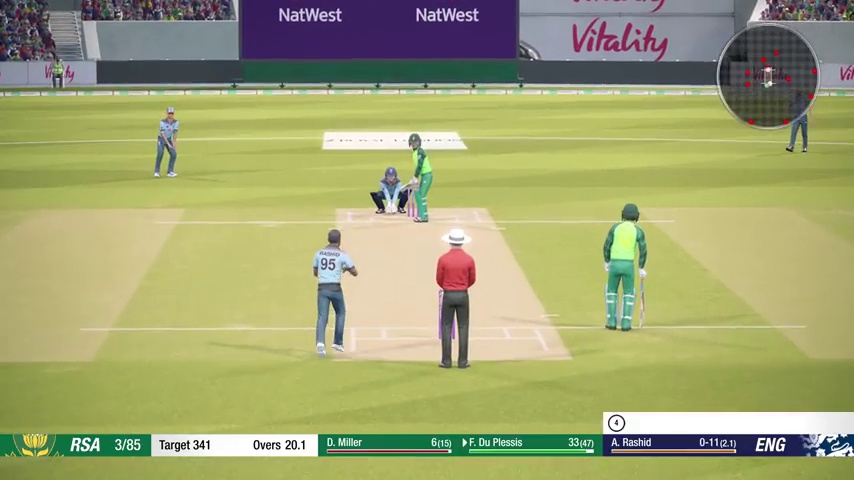 NatWest NatWest
Vitality
Vitality
RASHID
95
4
RSA 3/85 Target 341 Overs 20.1 D. Miller 6(15) F. Du Plessis 33(47) A. Rashid 0-11(2.1) ENG